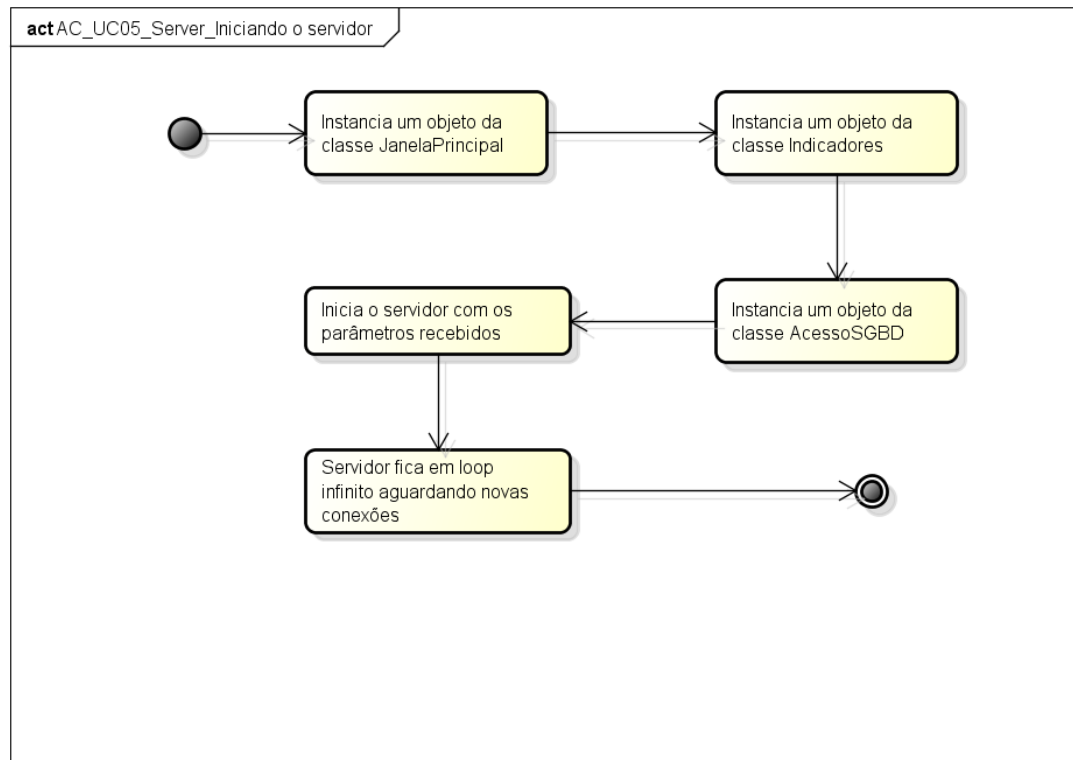 act AC_UC05_Server_Iniciando o servidor
Instancia um objeto da
classe JanelaPrincipal
Instancia um objeto da
classe Indicadores
Instancia um objeto da
classe AcessoSGBD
Inicia o servidor com os
parâmetros recebidos
Servidor fica em loop
infinito aguardando novas
conexões